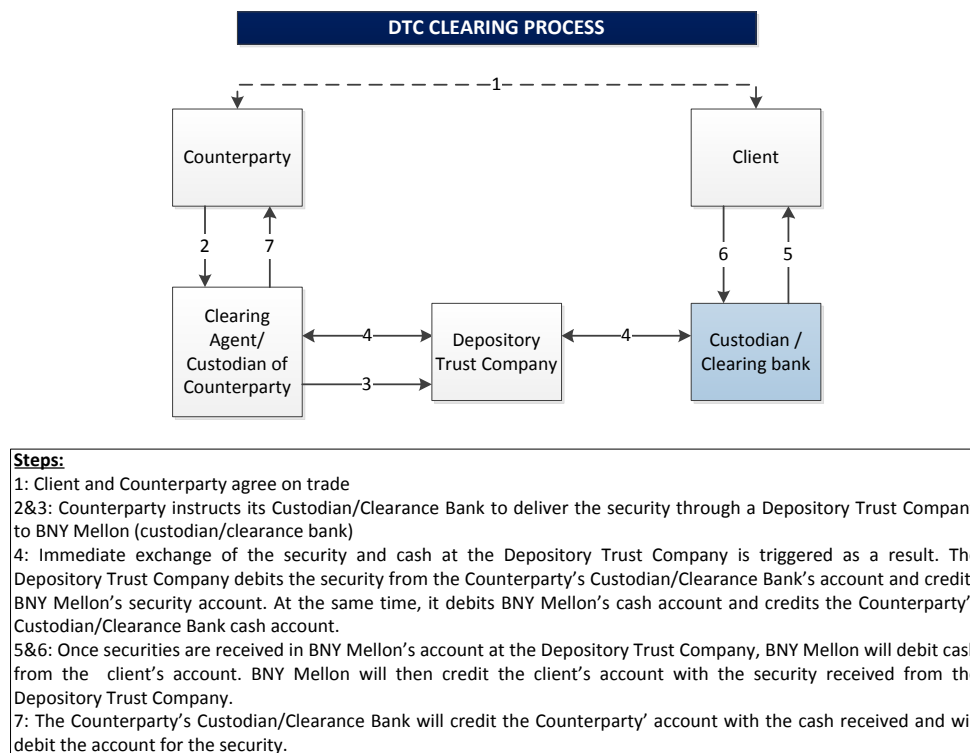 DTC CLEARING PROCESS
1
Counterparty
Client
2
7
6
5
Clearing
Agent/
Custodian of
Counterparty
4
3
Depository
Trust Company
4
Custodian /
Clearing bank
Steps:
1: Client and Counterparty agree on trade
2&3: Counterparty instructs its Custodian/Clearance Bank to deliver the security through a Depository Trust Compan
to BNY Mellon (custodian/clearance bank)
4: Immediate exchange of the security and cash at the Depository Trust Company is triggered as a result. Th
Depository Trust Company debits the security from the Counterparty’s Custodian/Clearance Bank’s account and credit
BNY Mellon’s security account. At the same time, it debits BNY Mellon’s cash account and credits the Counterparty’
Custodian/Clearance Bank cash account.
5&6: Once securities are received in BNY Mellon’s account at the Depository Trust Company, BNY Mellon will debit cas
from the client’s account. BNY Mellon will then credit the client’s account with the security received from th
Depository Trust Company.
7: The Counterparty’s Custodian/Clearance Bank will credit the Counterparty’ account with the cash received and wi
debit the account for the security.